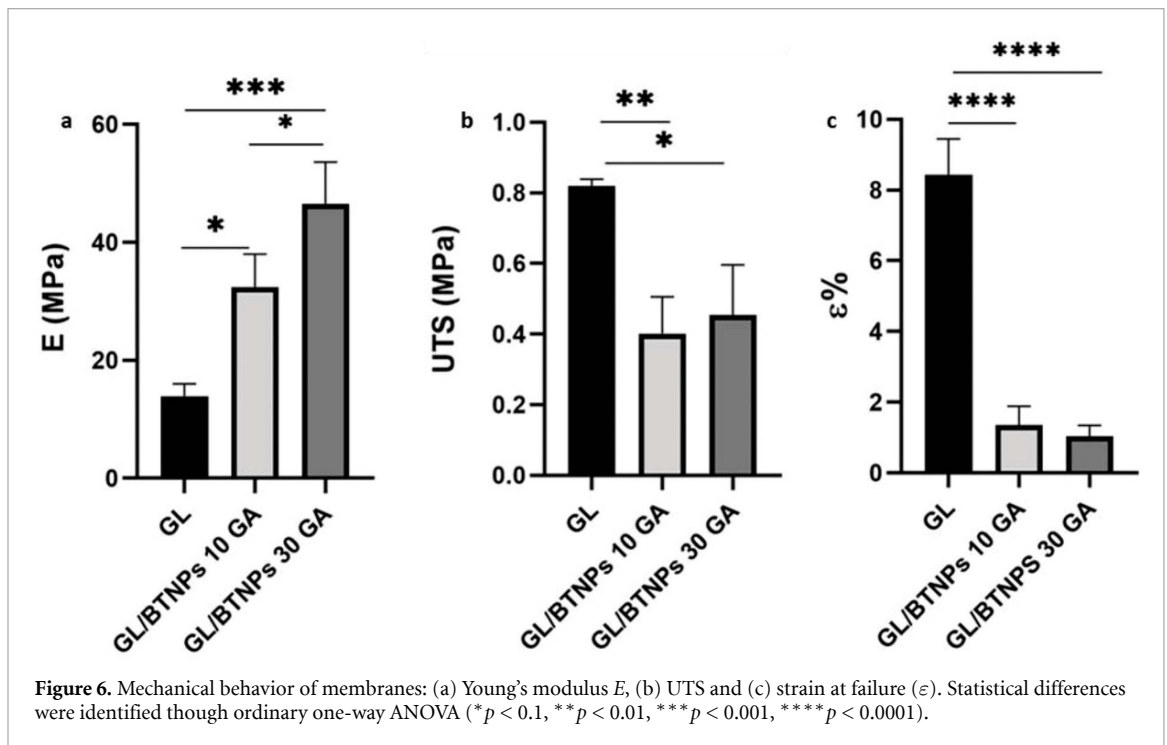 a
E (MPa)
60
40
20
0
***
*
*
GL
GL/BTNPs 10 GA
GL/BTNPs 30 GA
b
UTS (MPa)
1.0
0.8
0.6
0.4
0.2
0.0
**
*
GL
GL/BTNPs 10 GA
GL/BTNPs 30 GA
c
ε%
10
8
6
4
2
0
****
****
GL
GL/BTNPs 10 GA
GL/BTNPS 30 GA
Figure 6. Mechanical behavior of membranes: (a) Young's modulus E, (b) UTS and (c) strain at failure (ε). Statistical differences
were identified though ordinary one-way ANOVA (*p < 0.1, **p < 0.01, ***p < 0.001, ****p < 0.0001).